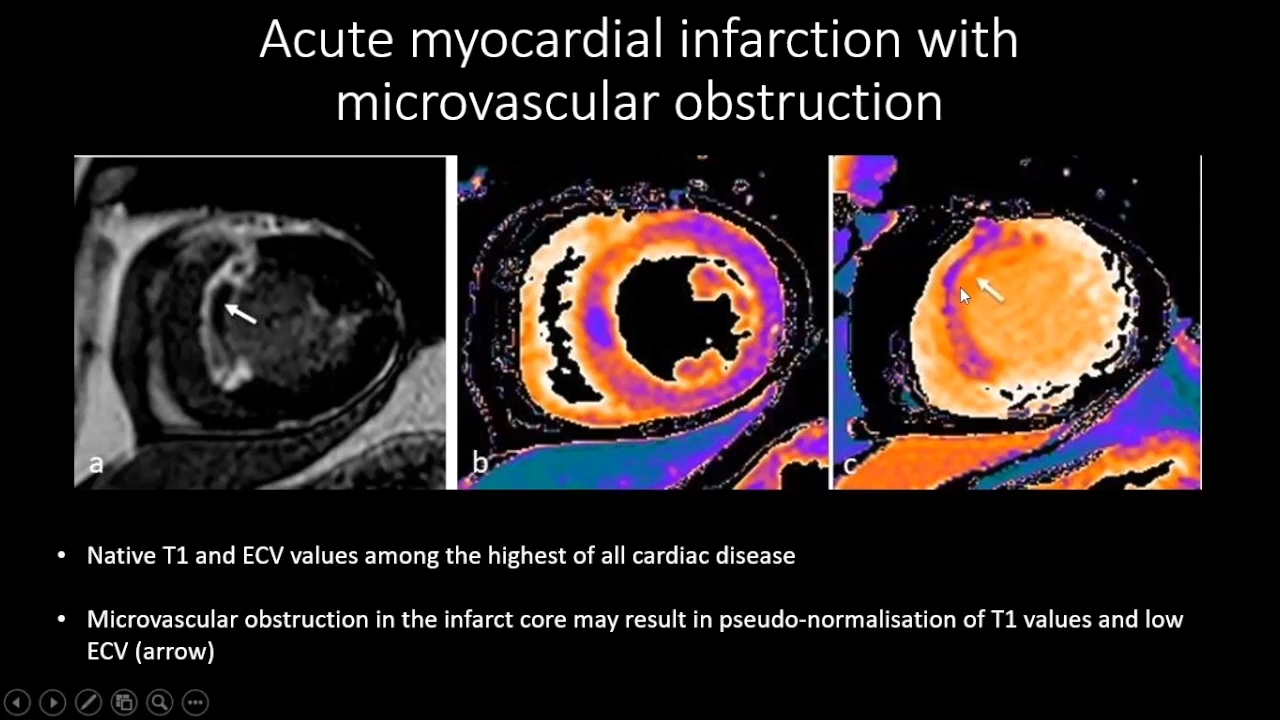 Acute myocardial infarction with
microvascular obstruction
a
b
c
• Native T1 and ECV values among the highest of all cardiac disease
• Microvascular obstruction in the infarct core may result in pseudo-normalisation of T1 values and low
ECV (arrow)